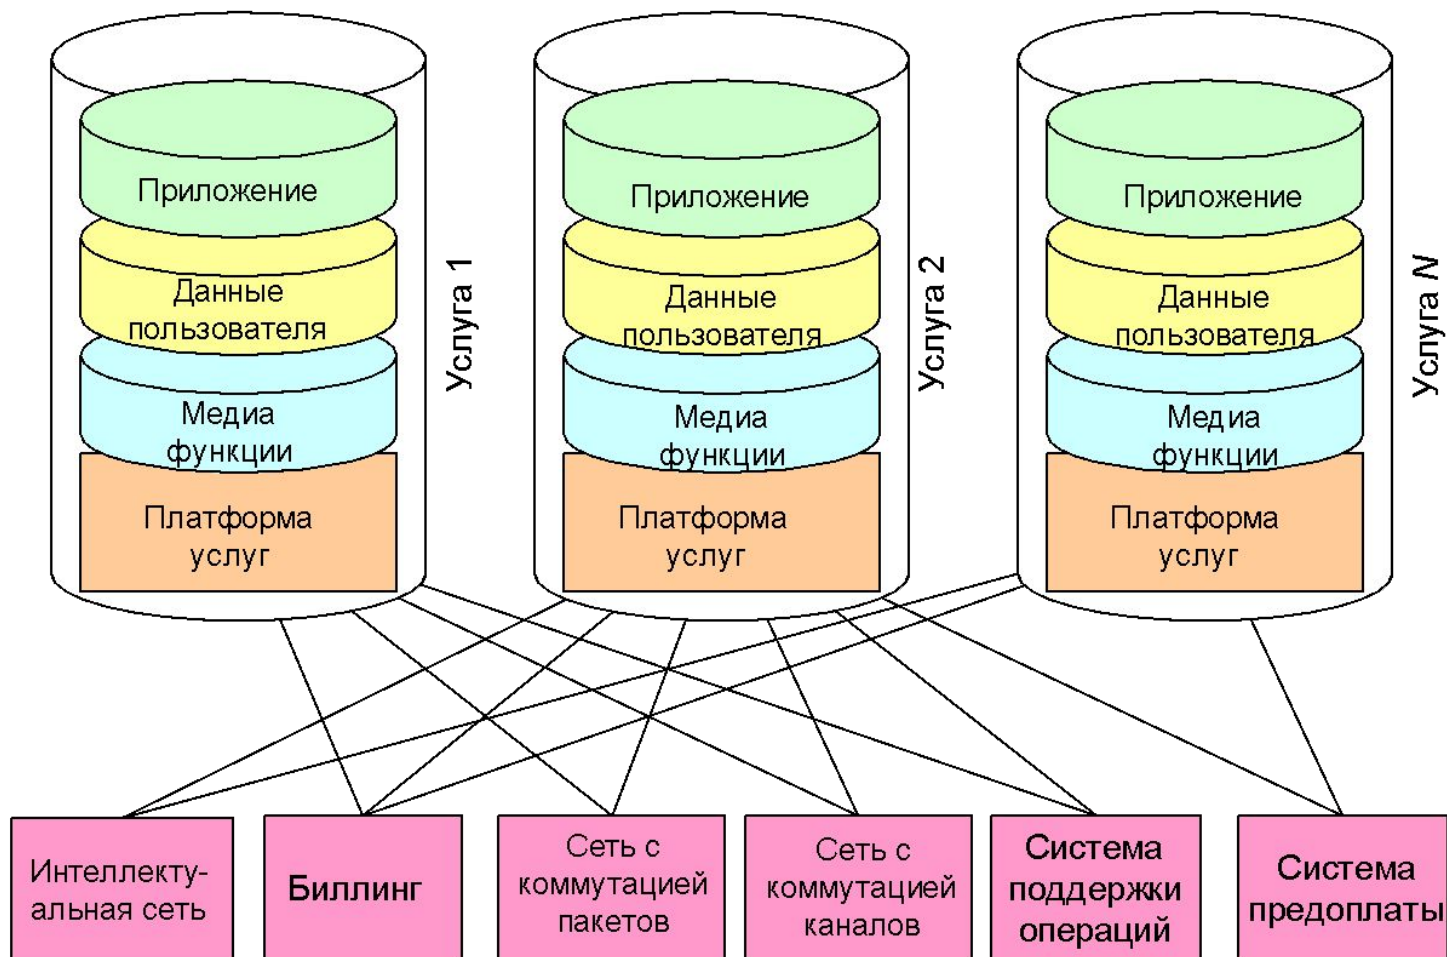 Приложение
Данные
пользователя
Медиа
функции
Платформа
услуг
Услуга 1
Приложение
Данные
пользователя
Медиа
функции
Платформа
услуг
Услуга 2
Приложение
Данные
пользователя
Медиа
функции
Платформа
услуг
Услуга N
Интеллекту-
альная сеть
Биллинг
Сеть с
коммутацией
пакетов
Сеть с
коммутацией
каналов
Система
поддержки
операций
Система
предоплаты